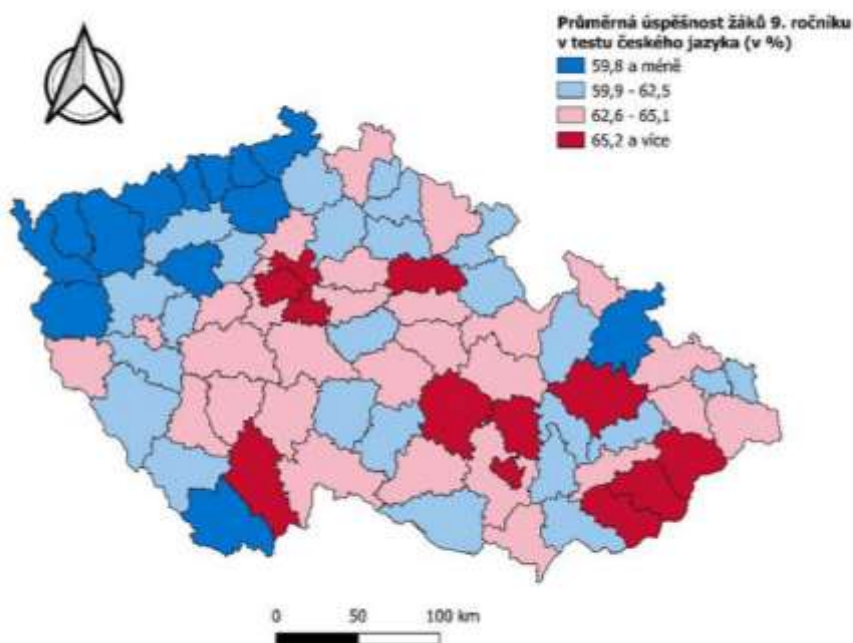 Průměrná úspěšnost žáků 9. ročníku
v testu českého jazyka (v %)
59,8 a méně
59,9 - 62,5
62,6 - 65,1
65,2 a více
0 50 100 km